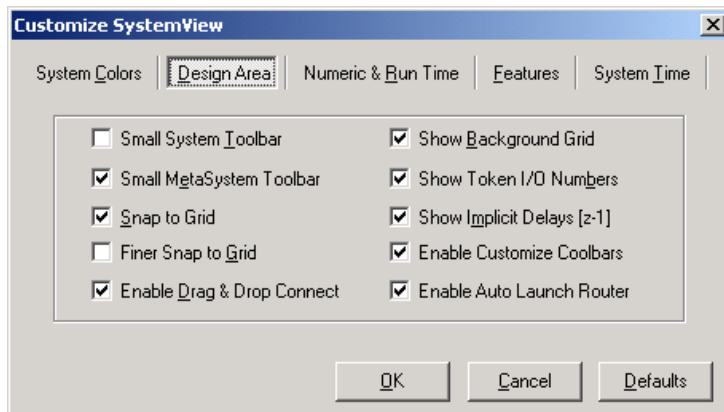 Customize SystemView
System Colors Design Area Numeric & Run Time Features System Time
Small System Toolbar Show Background Grid
Small MetaSystem Toolbar Show Token I/O Numbers
Snap to Grid Show Implicit Delays [z-1]
Finer Snap to Grid Enable Customize Coolbars
Enable Drag & Drop Connect Enable Auto Launch Router
OK Cancel Defaults